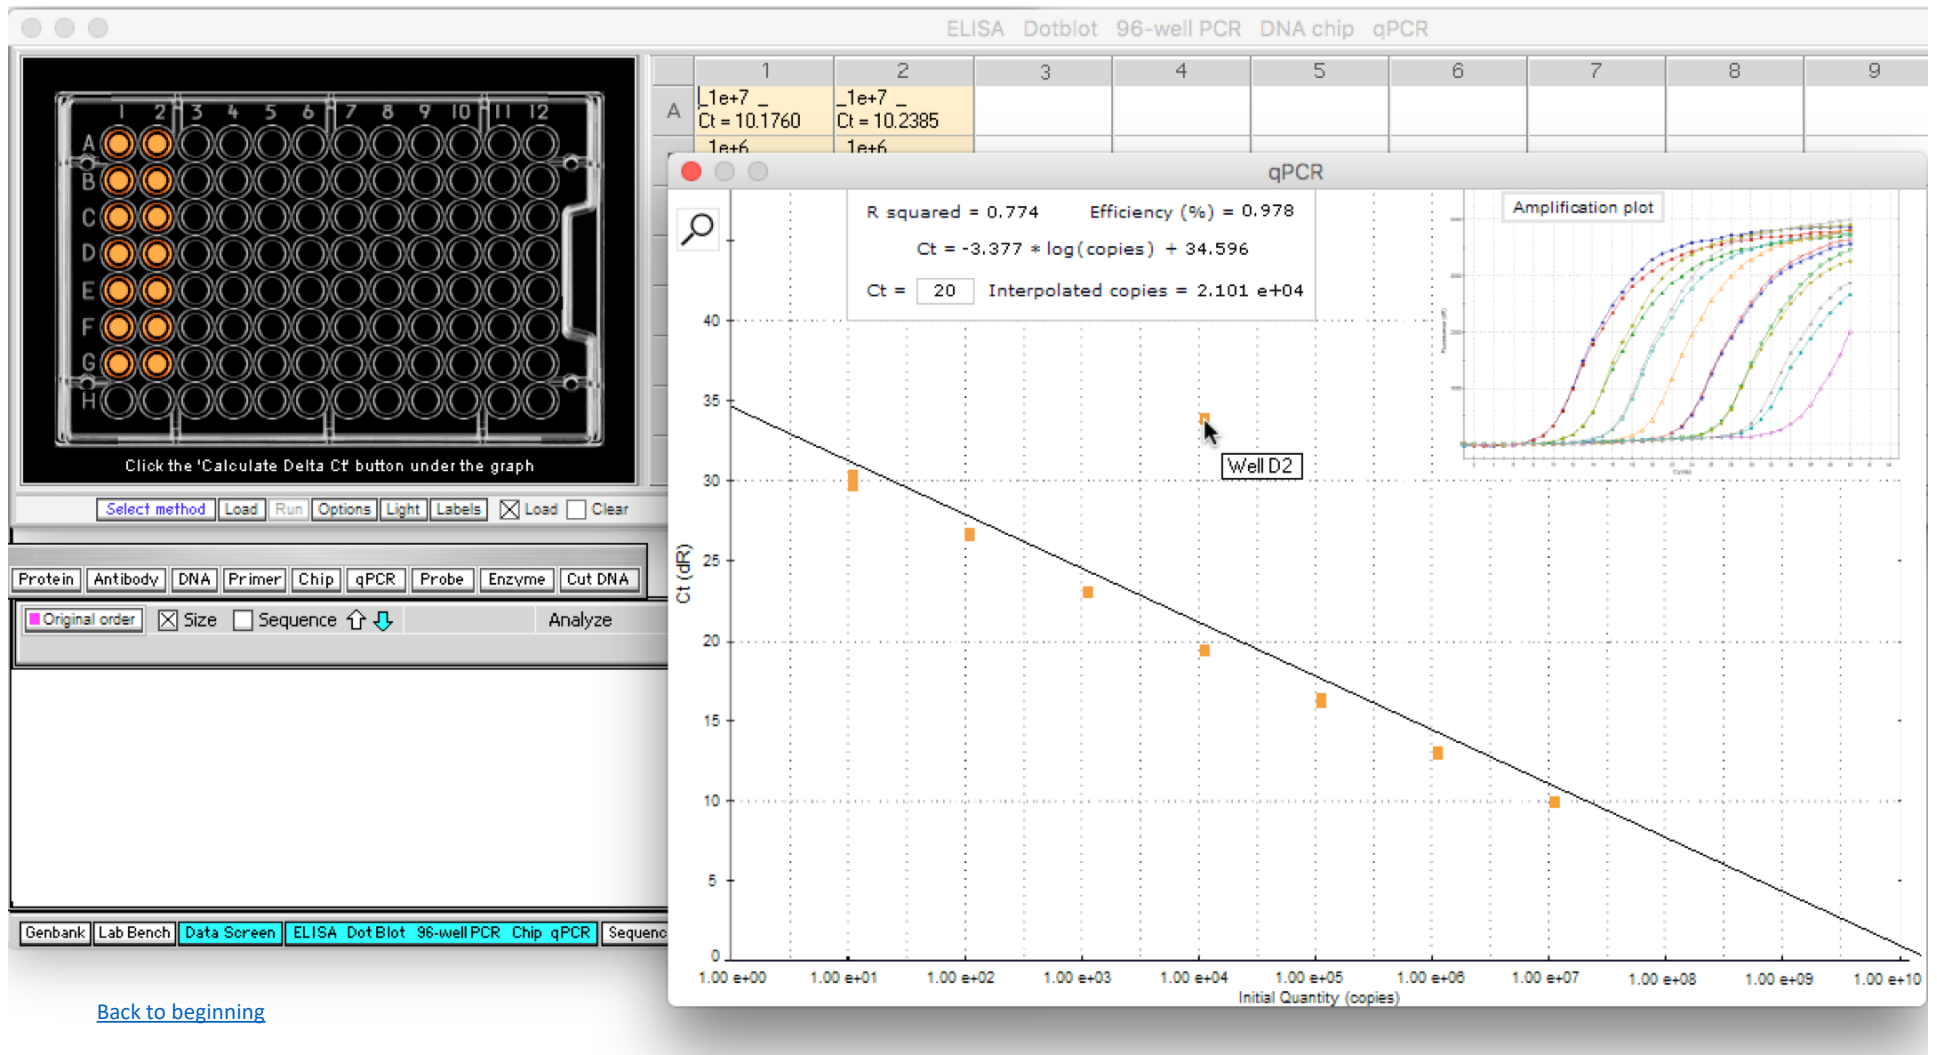 ELISA Dotblot 96-well PCR DNA chip qPCR
1 2 3 4 5 6 7 8 9 10 11 12
A
B
C
D
E
F
G
H
Click the 'Calculate Delta Ct' button under the graph
Select method Load Run Options Light Labels Load Clear
1 2 3 4 5 6 7 8 9
A
_1e+7 _ _1e+7 _
Ct = 10.1760 Ct = 10.2385
1e+6 1e+6
Protein Antibody DNA Primer Chip qPCR Probe Enzyme Cut DNA
Original order Size Sequence Analyze
Genbank Lab Bench Data Screen ELISA Dot Blot 96-well PCR Chip qPCR Sequenc
qPCR
R squared = 0.774 Efficiency (%) = 0.978
Ct = -3.377 * log(copies) + 34.596
Ct = 20 Interpolated copies = 2.101 e+04
Amplification plot
Well D2
Ct (dR)
40
35
30
25
20
15
10
5
0
1.00 e+00 1.00 e+01 1.00 e+02 1.00 e+03 1.00 e+04 1.00 e+05 1.00 e+06 1.00 e+07 1.00 e+08 1.00 e+09 1.00 e+10
Initial Quantity (copies)
Back to beginning